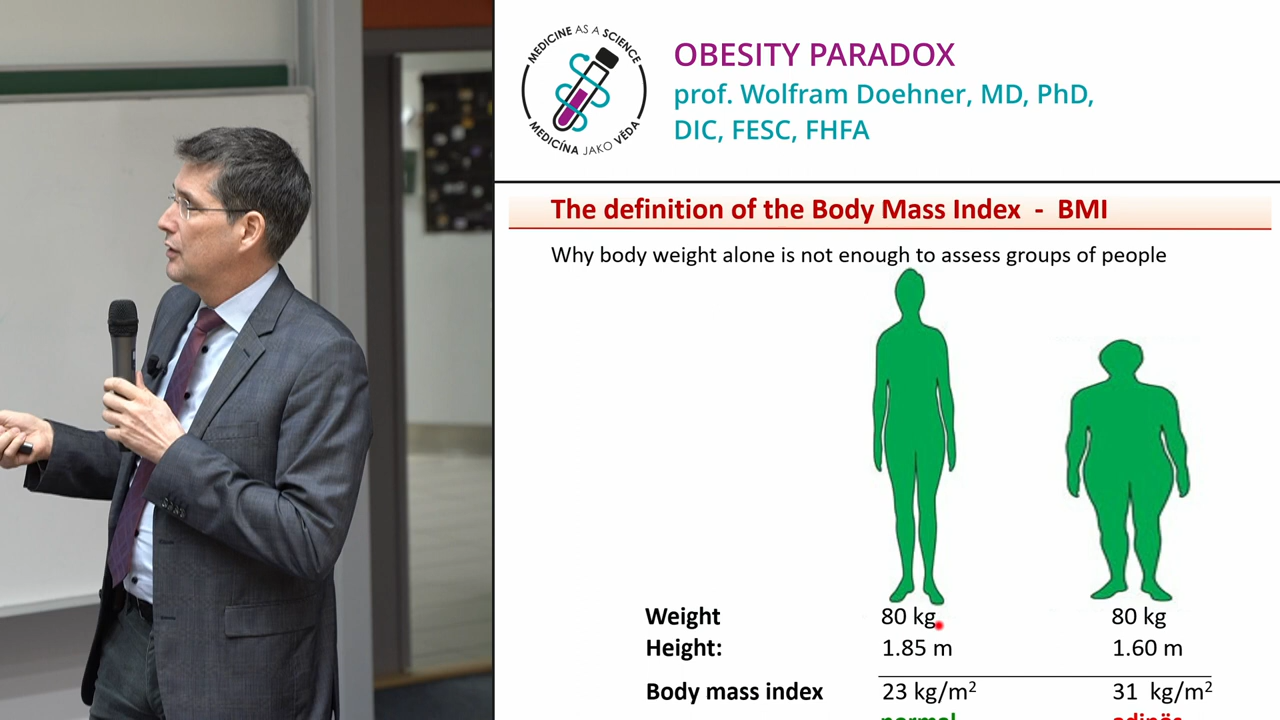 MEDICINE AS A SCIENCE
MEDICÍNA JAKO VĚDA
OBESITY PARADOX
prof. Wolfram Doehner, MD, PhD,
DIC, FESC, FHFA
The definition of the Body Mass Index - BMI
Why body weight alone is not enough to assess groups of people
Weight 80 kg 80 kg
Height: 1.85 m 1.60 m
Body mass index 23 kg/m² 31 kg/m²
normal adipös